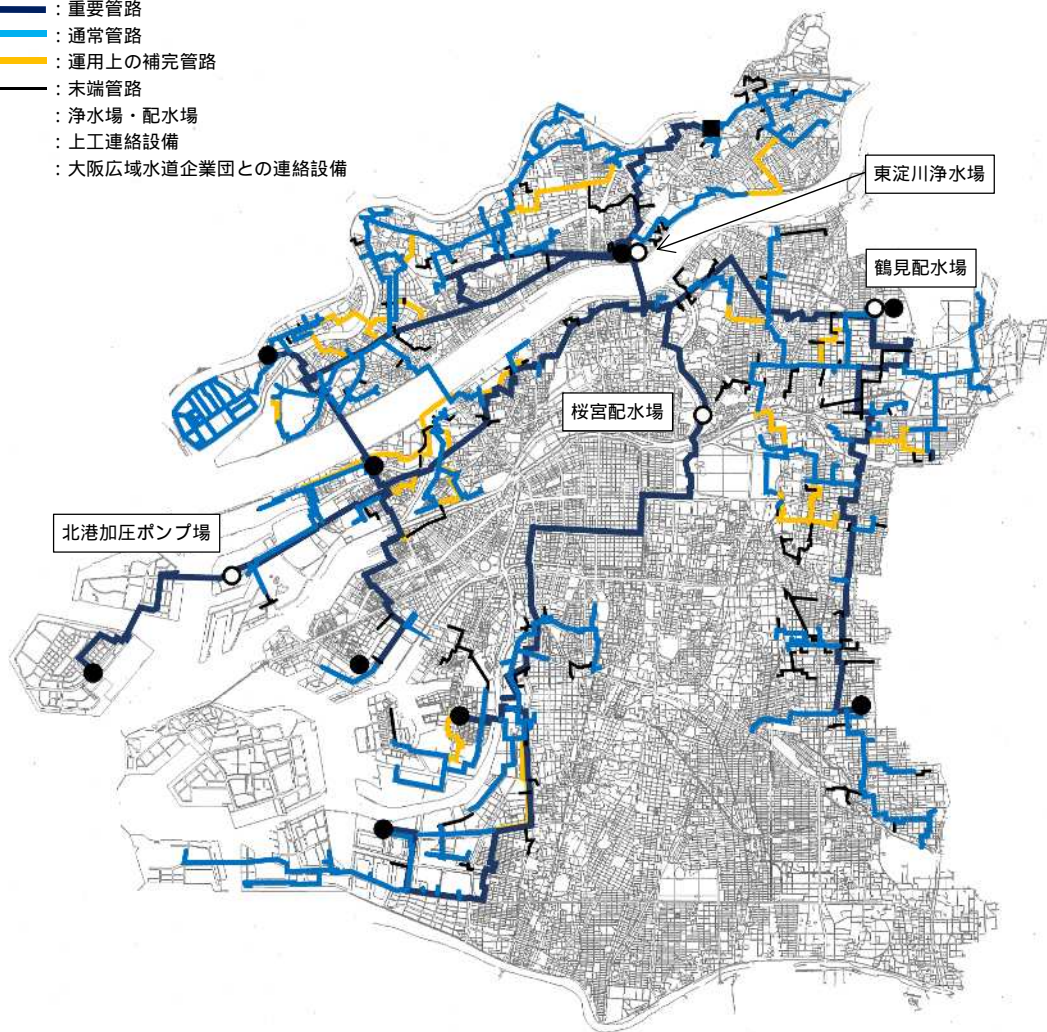 ：重要管路
：通常管路
：運用上の補完管路
：末端管路
：浄水場・配水場
：上工連絡設備
：大阪広域水道企業団との連絡設備
東淀川浄水場
鶴見配水場
桜宮配水場
北港加圧ポンプ場